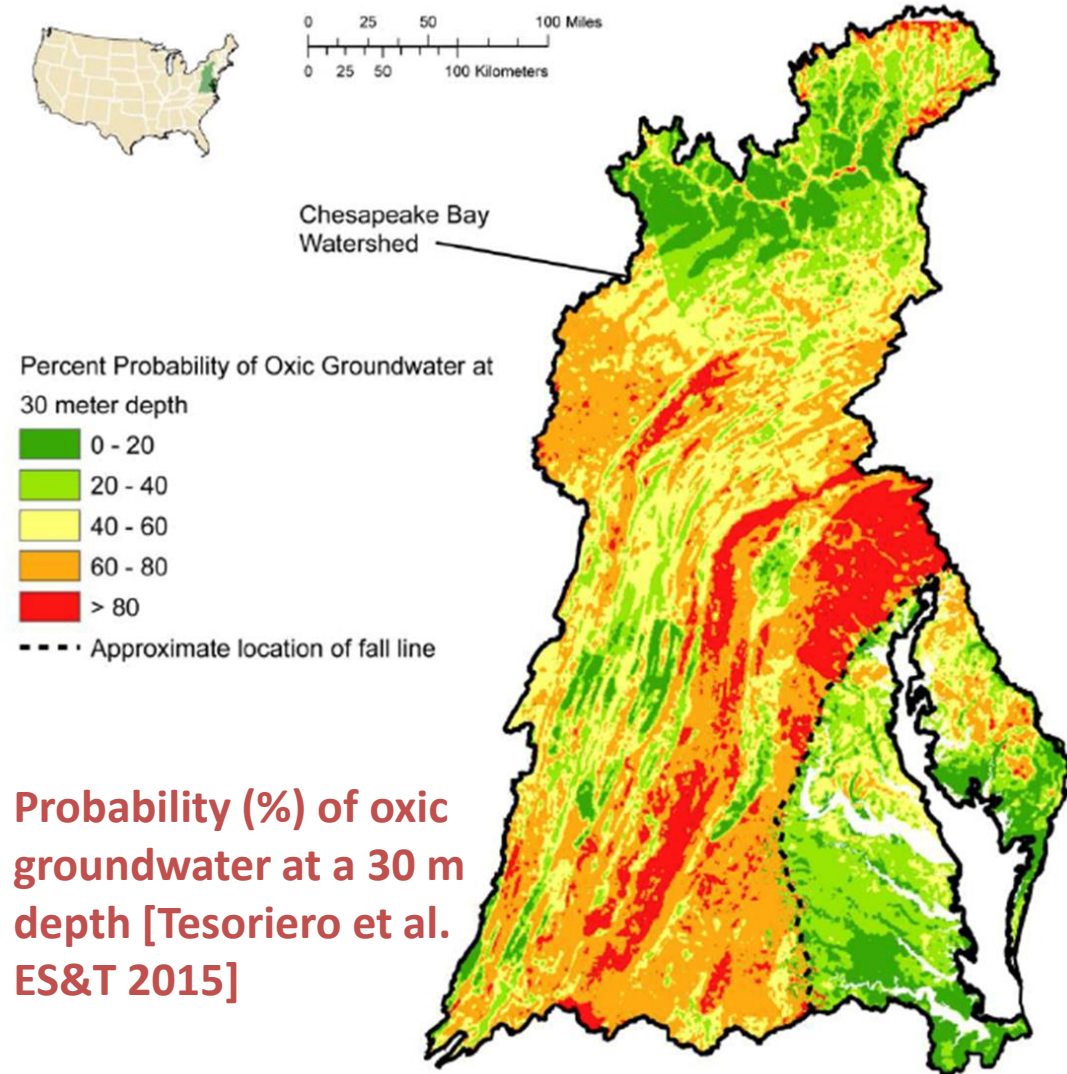 0 25 50 100 Miles
0 25 50 100 Kilometers
Chesapeake Bay
Watershed
Percent Probability of Oxic Groundwater at
30 meter depth
0 - 20
20 - 40
40 - 60
60 - 80
> 80
Approximate location of fall line
Probability (%) of oxic
groundwater at a 30 m
depth [Tesoriero et al.
ES&T 2015]